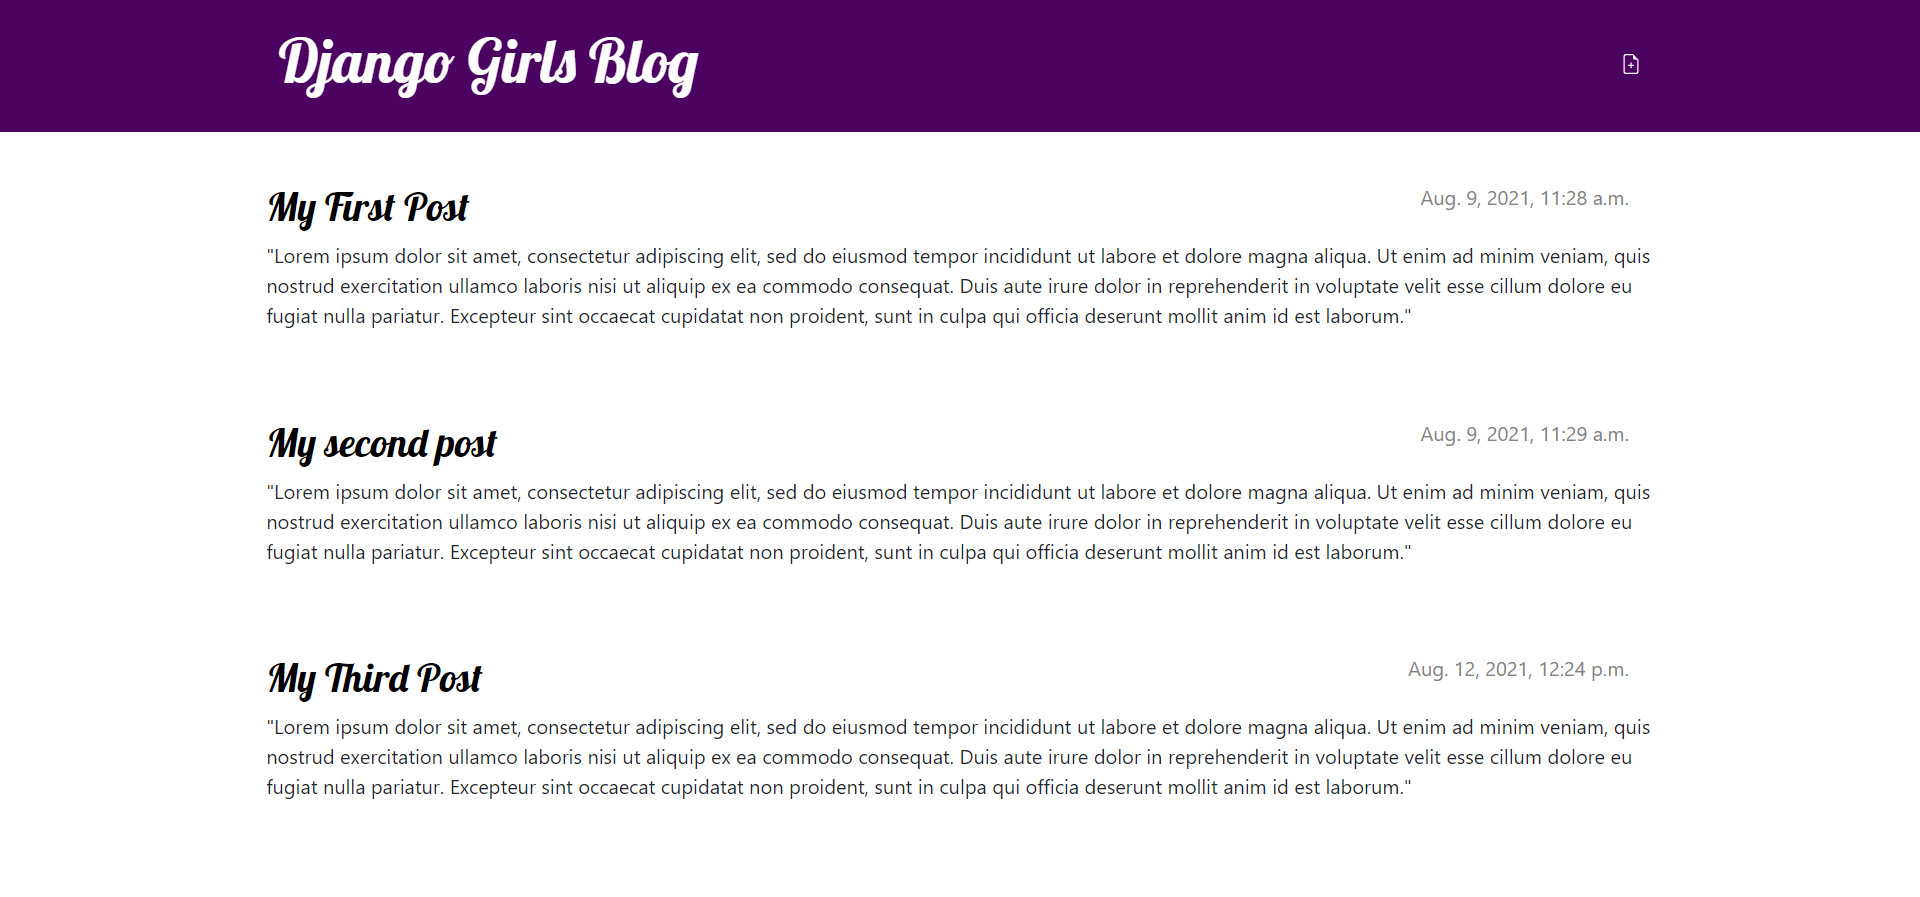 Django Girls Blog
My First Post
Aug. 9, 2021, 11:28 a.m.
"Lorem ipsum dolor sit amet, consectetur adipiscing elit, sed do eiusmod tempor incididunt ut labore et dolore magna aliqua. Ut enim ad minim veniam, quis
nostrud exercitation ullamco laboris nisi ut aliquip ex ea commodo consequat. Duis aute irure dolor in reprehenderit in voluptate velit esse cillum dolore eu
fugiat nulla pariatur. Excepteur sint occaecat cupidatat non proident, sunt in culpa qui officia deserunt mollit anim id est laborum."
My second post
Aug. 9, 2021, 11:29 a.m.
"Lorem ipsum dolor sit amet, consectetur adipiscing elit, sed do eiusmod tempor incididunt ut labore et dolore magna aliqua. Ut enim ad minim veniam, quis
nostrud exercitation ullamco laboris nisi ut aliquip ex ea commodo consequat. Duis aute irure dolor in reprehenderit in voluptate velit esse cillum dolore eu
fugiat nulla pariatur. Excepteur sint occaecat cupidatat non proident, sunt in culpa qui officia deserunt mollit anim id est laborum."
My Third Post
Aug. 12, 2021, 12:24 p.m.
"Lorem ipsum dolor sit amet, consectetur adipiscing elit, sed do eiusmod tempor incididunt ut labore et dolore magna aliqua. Ut enim ad minim veniam, quis
nostrud exercitation ullamco laboris nisi ut aliquip ex ea commodo consequat. Duis aute irure dolor in reprehenderit in voluptate velit esse cillum dolore eu
fugiat nulla pariatur. Excepteur sint occaecat cupidatat non proident, sunt in culpa qui officia deserunt mollit anim id est laborum."